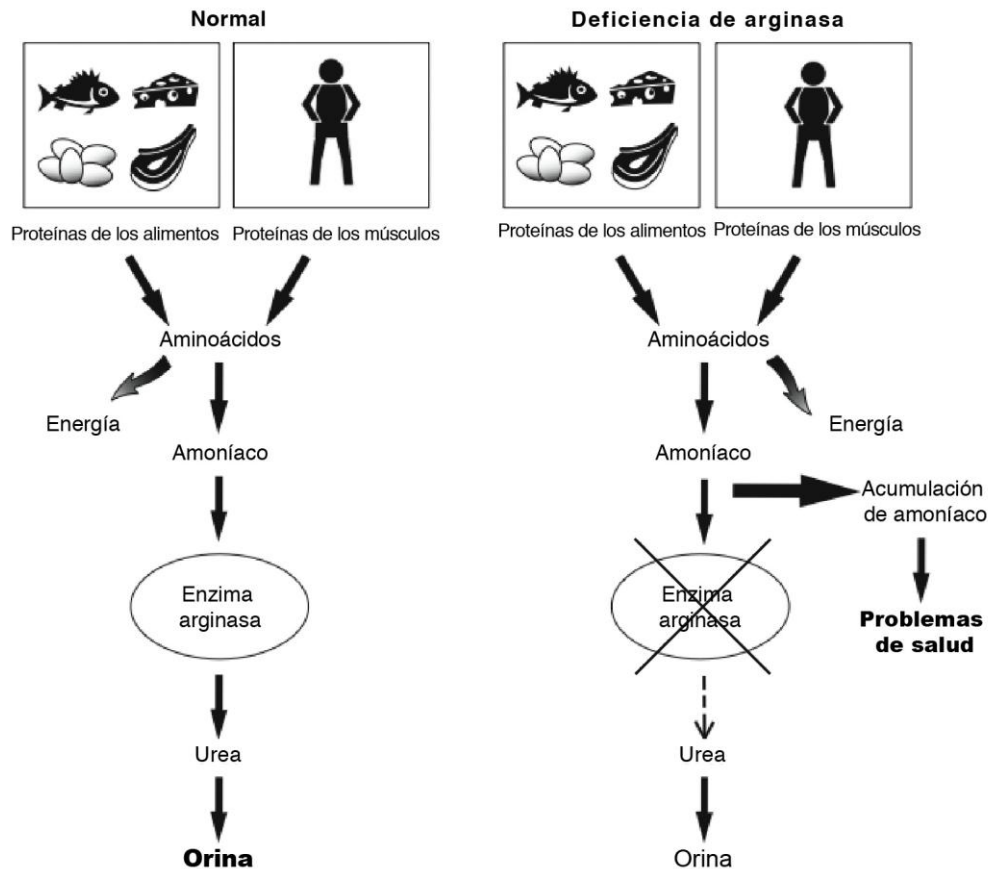 Normal
Proteínas de los alimentos
Proteínas de los músculos
Aminoácidos
Energía
Amoníaco
Enzima
arginasa
Urea
Orina
Deficiencia de arginasa
Proteínas de los alimentos
Proteínas de los músculos
Aminoácidos
Energía
Amoníaco
Acumulación
de amoníaco
Problemas
de salud
Enzima
arginasa
Urea
Orina